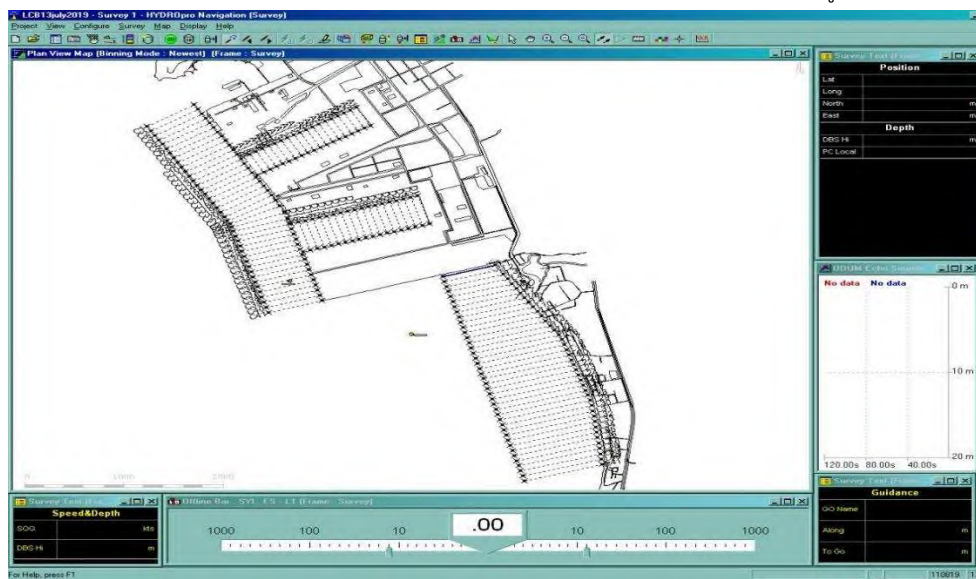 LCB13july2019 - Survey 1 - HYDROpro Navigation (Survey)
Project View Configure Survey Map Display Help
Plan View Map (Binning Mode : Newest) (Frame : Survey)
Survey Text
Position
Lat
Long
North m
East m
Depth
DBS Hi m
PC Local
ODOM Echo
No data No data
0 m
10 m
20 m
120.00s 80.00s 40.00s
Survey Text
Speed&Depth
SOG kts
DBS Hi m
Offline Bar - (Frame : Survey)
1000 100 10 .00 10 100 1000
Survey Text
Guidance
GO Name
Along m
To Go m
For Help, press F1